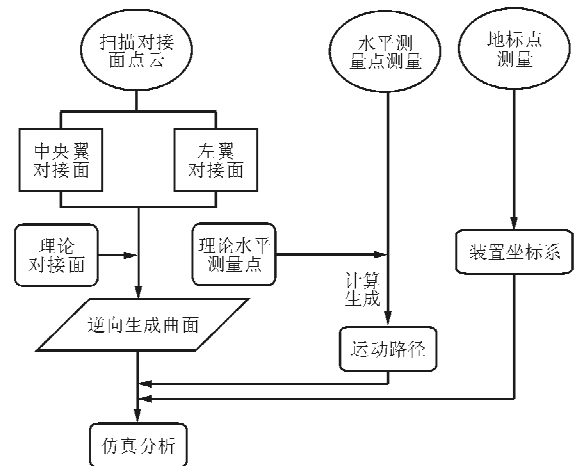 扫描对接
面点云
水平测
量点测量
地标点
测量
中央翼
对接面
左翼
对接面
理论
对接面
理论水平
测量点
装置坐标系
计算
生成
逆向生成曲面
运动路径
仿真分析